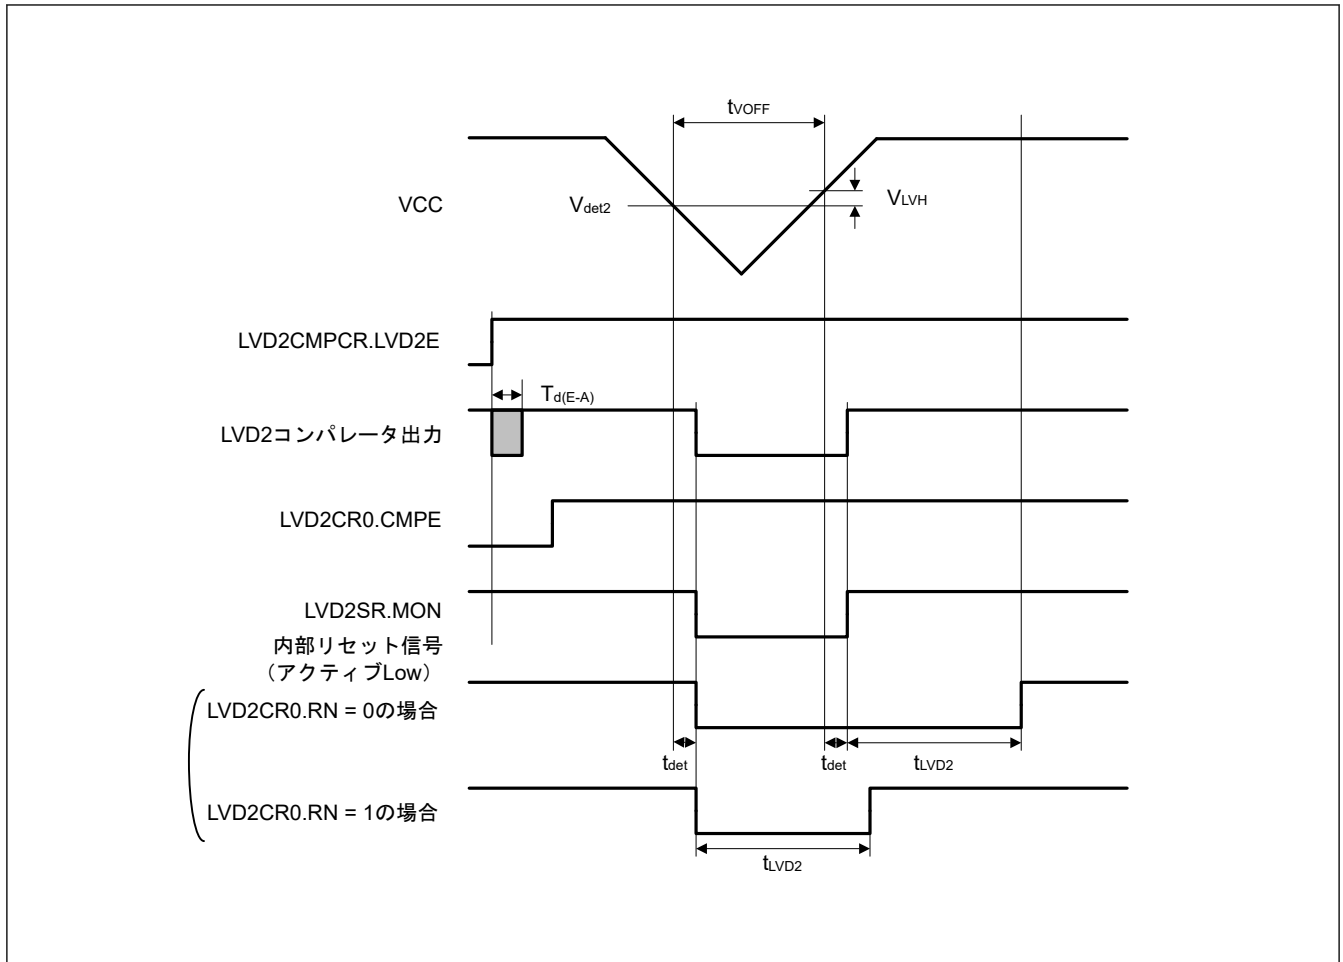 tVOFF
VCC
Vdet2
VLVH
LVD2CMPCR.LVD2E
Td(E-A)
LVD2コンパレータ出力
LVD2CR0.CMPE
LVD2SR.MON
内部リセット信号
（アクティブLow）
LVD2CR0.RN = 0の場合
tdet
tdet
tLVD2
LVD2CR0.RN = 1の場合
tLVD2